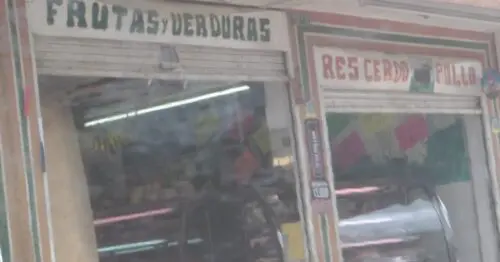 FRUTAS Y VERDURAS
RES CERDO POLLO